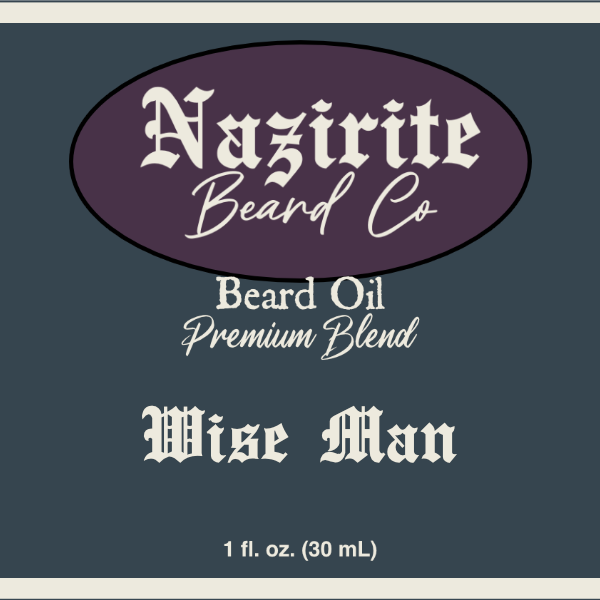 Nazirite
Beard Co
Beard Oil
Premium Blend
Wise Man
1 fl. oz. (30 mL)